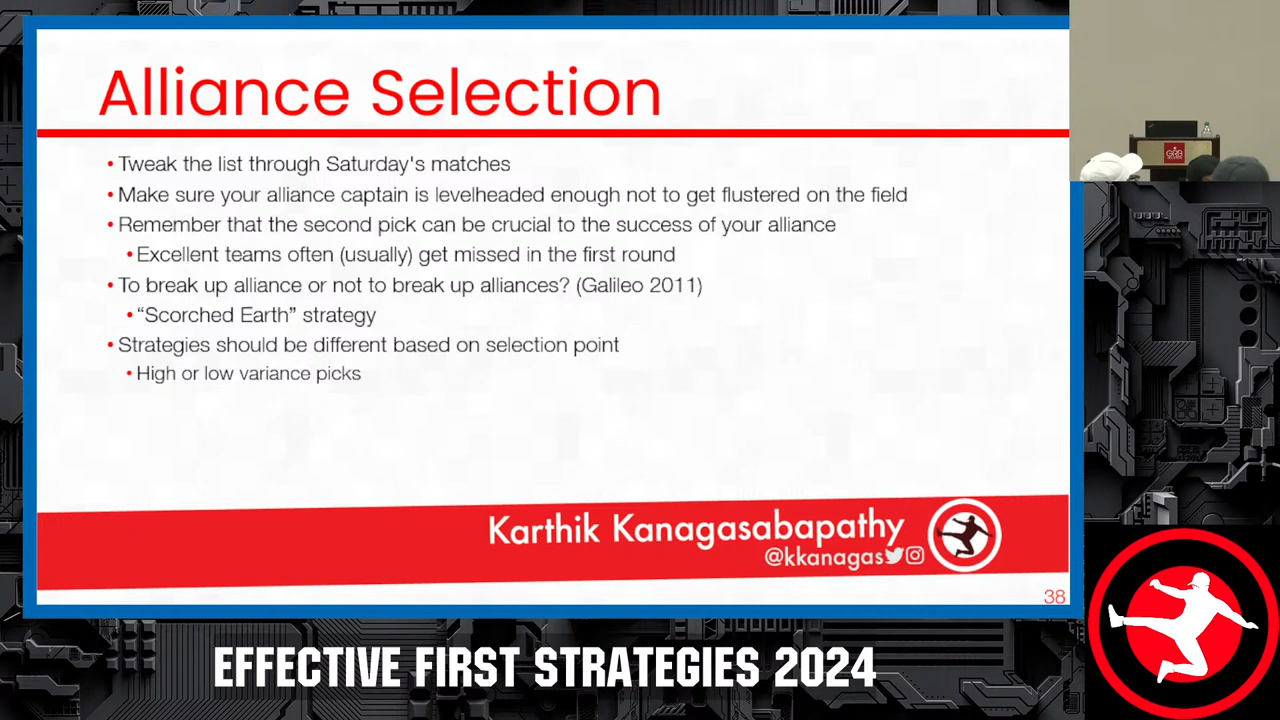 Alliance Selection
• Tweak the list through Saturday's matches
• Make sure your alliance captain is levelheaded enough not to get flustered on the field
• Remember that the second pick can be crucial to the success of your alliance
• Excellent teams often (usually) get missed in the first round
• To break up alliance or not to break up alliances? (Galileo 2011)
• “Scorched Earth” strategy
• Strategies should be different based on selection point
• High or low variance picks
Karthik Kanagasabapathy
@kkanagas
38
EFFECTIVE FIRST STRATEGIES 2024